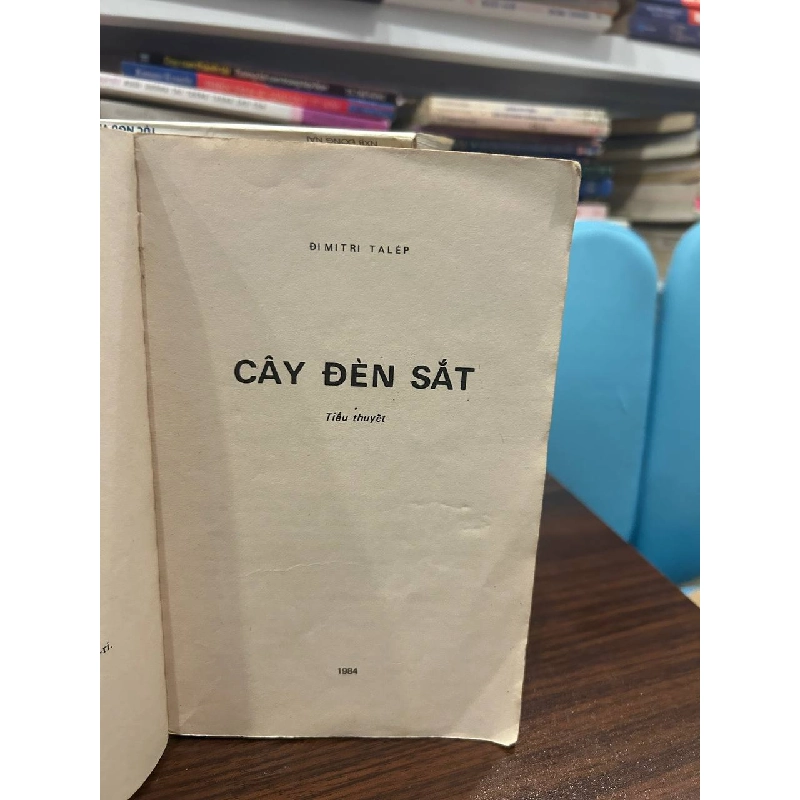 ĐIMITRI TALÉP
CÂY ĐÈN SẮT
Tiểu thuyết
1984